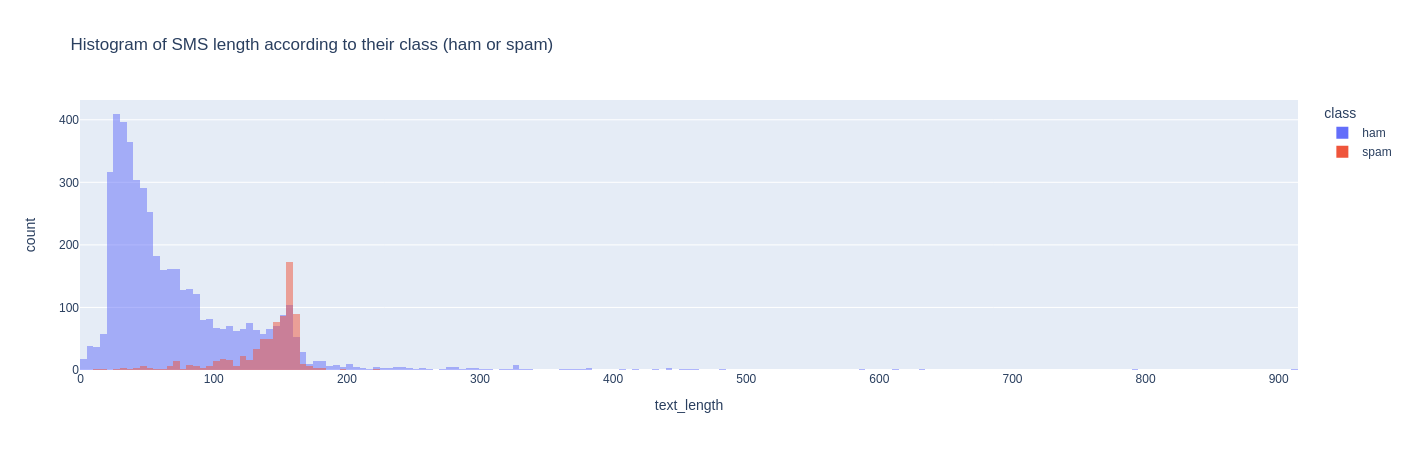 Histogram of SMS length according to their class (ham or spam)
class
ham
spam
count
400
300
200
100
0
0 100 200 300 400 500 600 700 800 900
text_length